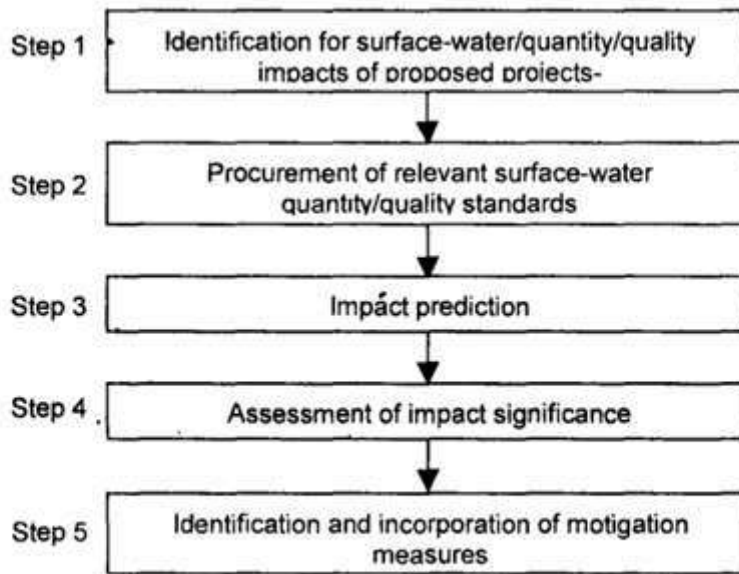 Step 1
Identification for surface-water/quantity/quality
impacts of proposed projects-
Step 2
Procurement of relevant surface-water
quantity/quality standards
Step 3
Impact prediction
Step 4
Assessment of impact significance
Step 5
Identification and incorporation of motigation
measures